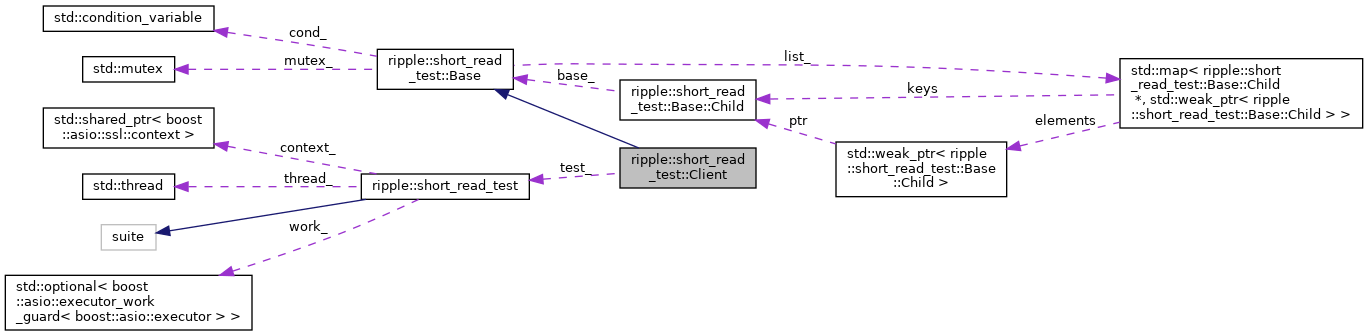 std::condition_variable
cond_
std::mutex
mutex_
ripple::short_read
_test::Base
list_
base_
ripple::short_read
_test::Base::Child
keys
std::map< ripple::short
_read_test::Base::Child
*, std::weak_ptr< ripple
::short_read_test::Base::Child > >
std::shared_ptr< boost
::asio::ssl::context >
context_
ptr
elements
std::weak_ptr< ripple
::short_read_test::Base
::Child >
ripple::short_read
_test::Client
test_
std::thread
thread_
ripple::short_read_test
suite
work_
std::optional< boost
::asio::executor_work
_guard< boost::asio::executor > >